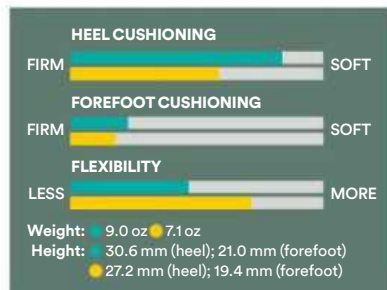 HEEL CUSHIONING
FIRM SOFT
FOREFOOT CUSHIONING
FIRM SOFT
FLEXIBILITY
LESS MORE
Weight: 9.0 oz 7.1 oz
Height: 30.6 mm (heel); 21.0 mm (forefoot)
27.2 mm (heel); 19.4 mm (forefoot)